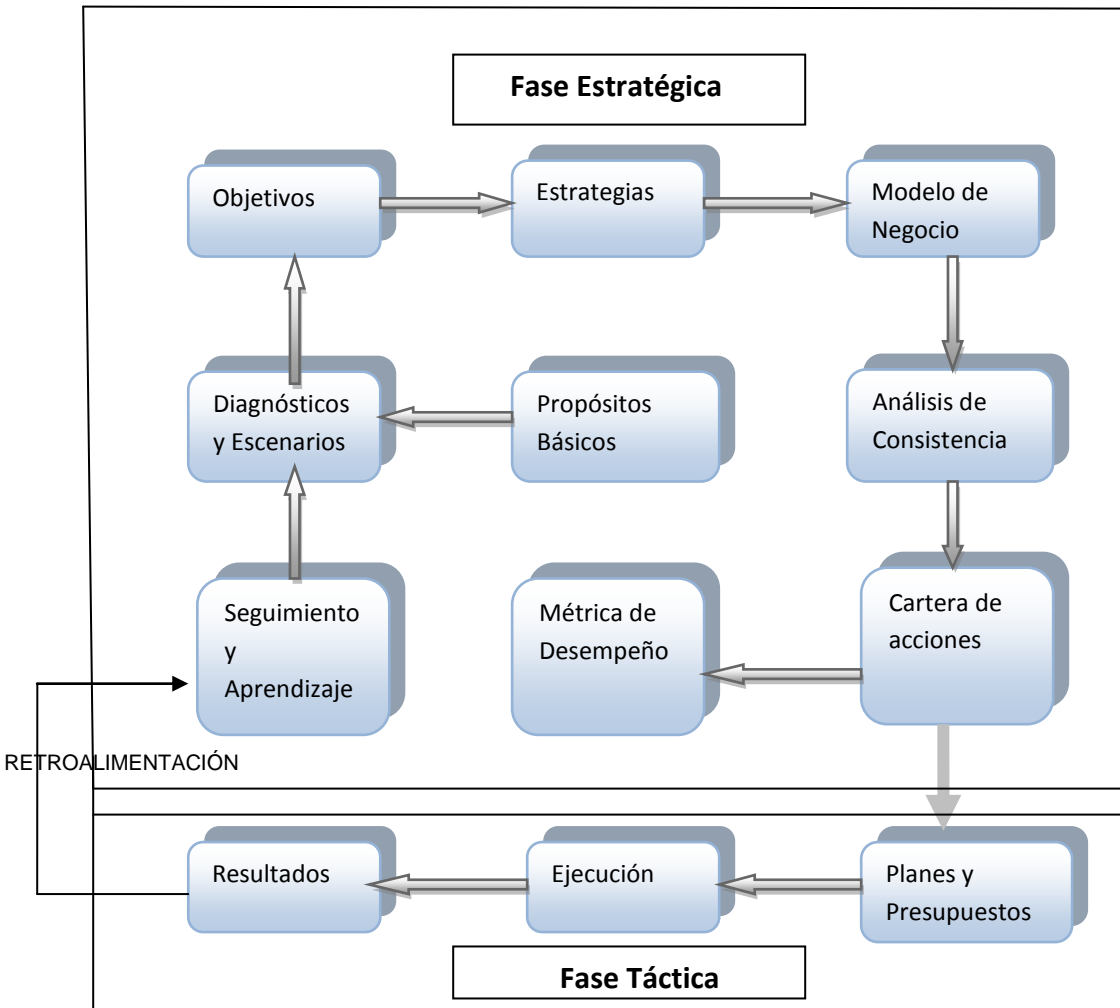 Fase Estratégica
Objetivos
Estrategias
Modelo de
Negocio
Diagnósticos
y Escenarios
Propósitos
Básicos
Análisis de
Consistencia
Seguimiento
y
Aprendizaje
Métrica de
Desempeño
Cartera de
acciones
RETROALIMENTACIÓN
Resultados
Ejecución
Planes y
Presupuestos
Fase Táctica